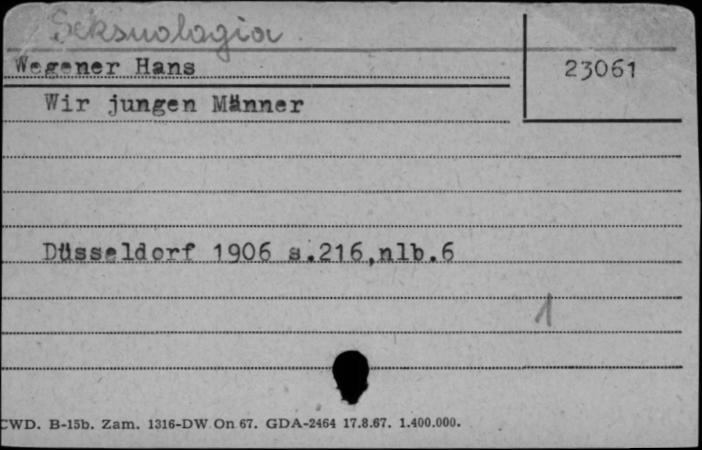 Seksuologia
Wegener Hans
23061
Wir jungen Männer
Düsseldorf 1906 s.216,nlb.6
1
CWD. B-15b. Zam. 1316-DW On 67. GDA-2464 17.8.67. 1.400.000.